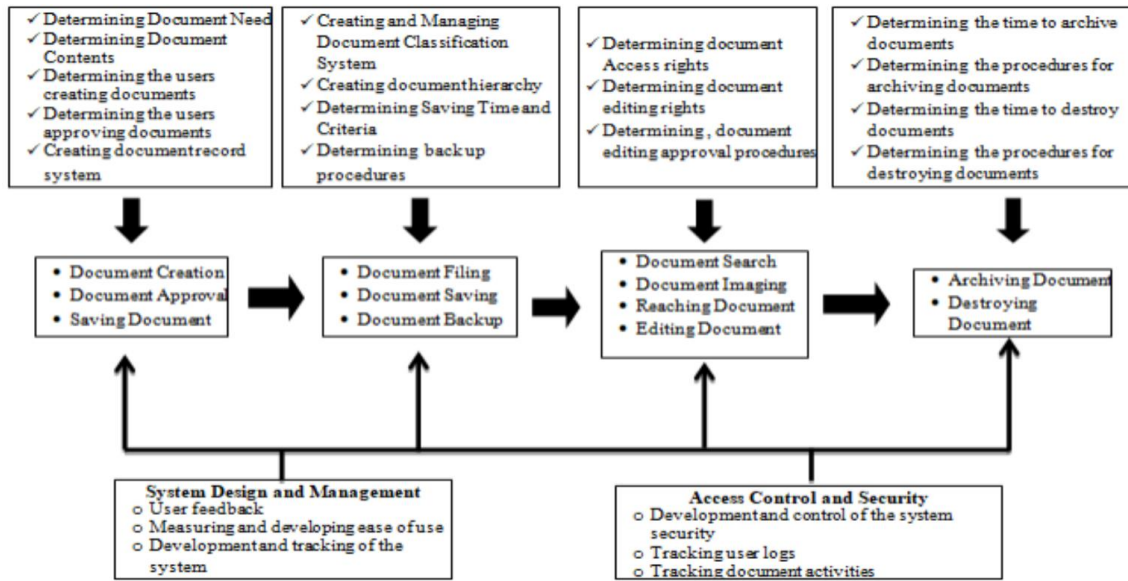 ✓ Determining Document Need
✓ Determining Document
Contents
✓ Determining the users
creating documents
✓ Determining the users
approving documents
✓ Creating document record
system
✓ Creating and Managing
Document Classification
System
✓ Creating document hierarchy
✓ Determining Saving Time and
Criteria
✓ Determining backup
procedures
✓ Determining document
Access rights
✓ Determining document
editing rights
✓ Determining , document
editing approval procedures
✓ Determining the time to archive
documents
✓ Determining the procedures for
archiving documents
✓ Determining the time to destroy
documents
✓ Determining the procedures for
destroying documents
• Document Creation
• Document Approval
• Saving Document
• Document Filing
• Document Saving
• Document Backup
• Document Search
• Document Imaging
• Reaching Document
• Editing Document
• Archiving Document
• Destroying
Document
System Design and Management
o User feedback
o Measuring and developing ease of use
o Development and tracking of the
system
Access Control and Security
o Development and control of the system
security
o Tracking user logs
o Tracking document activities